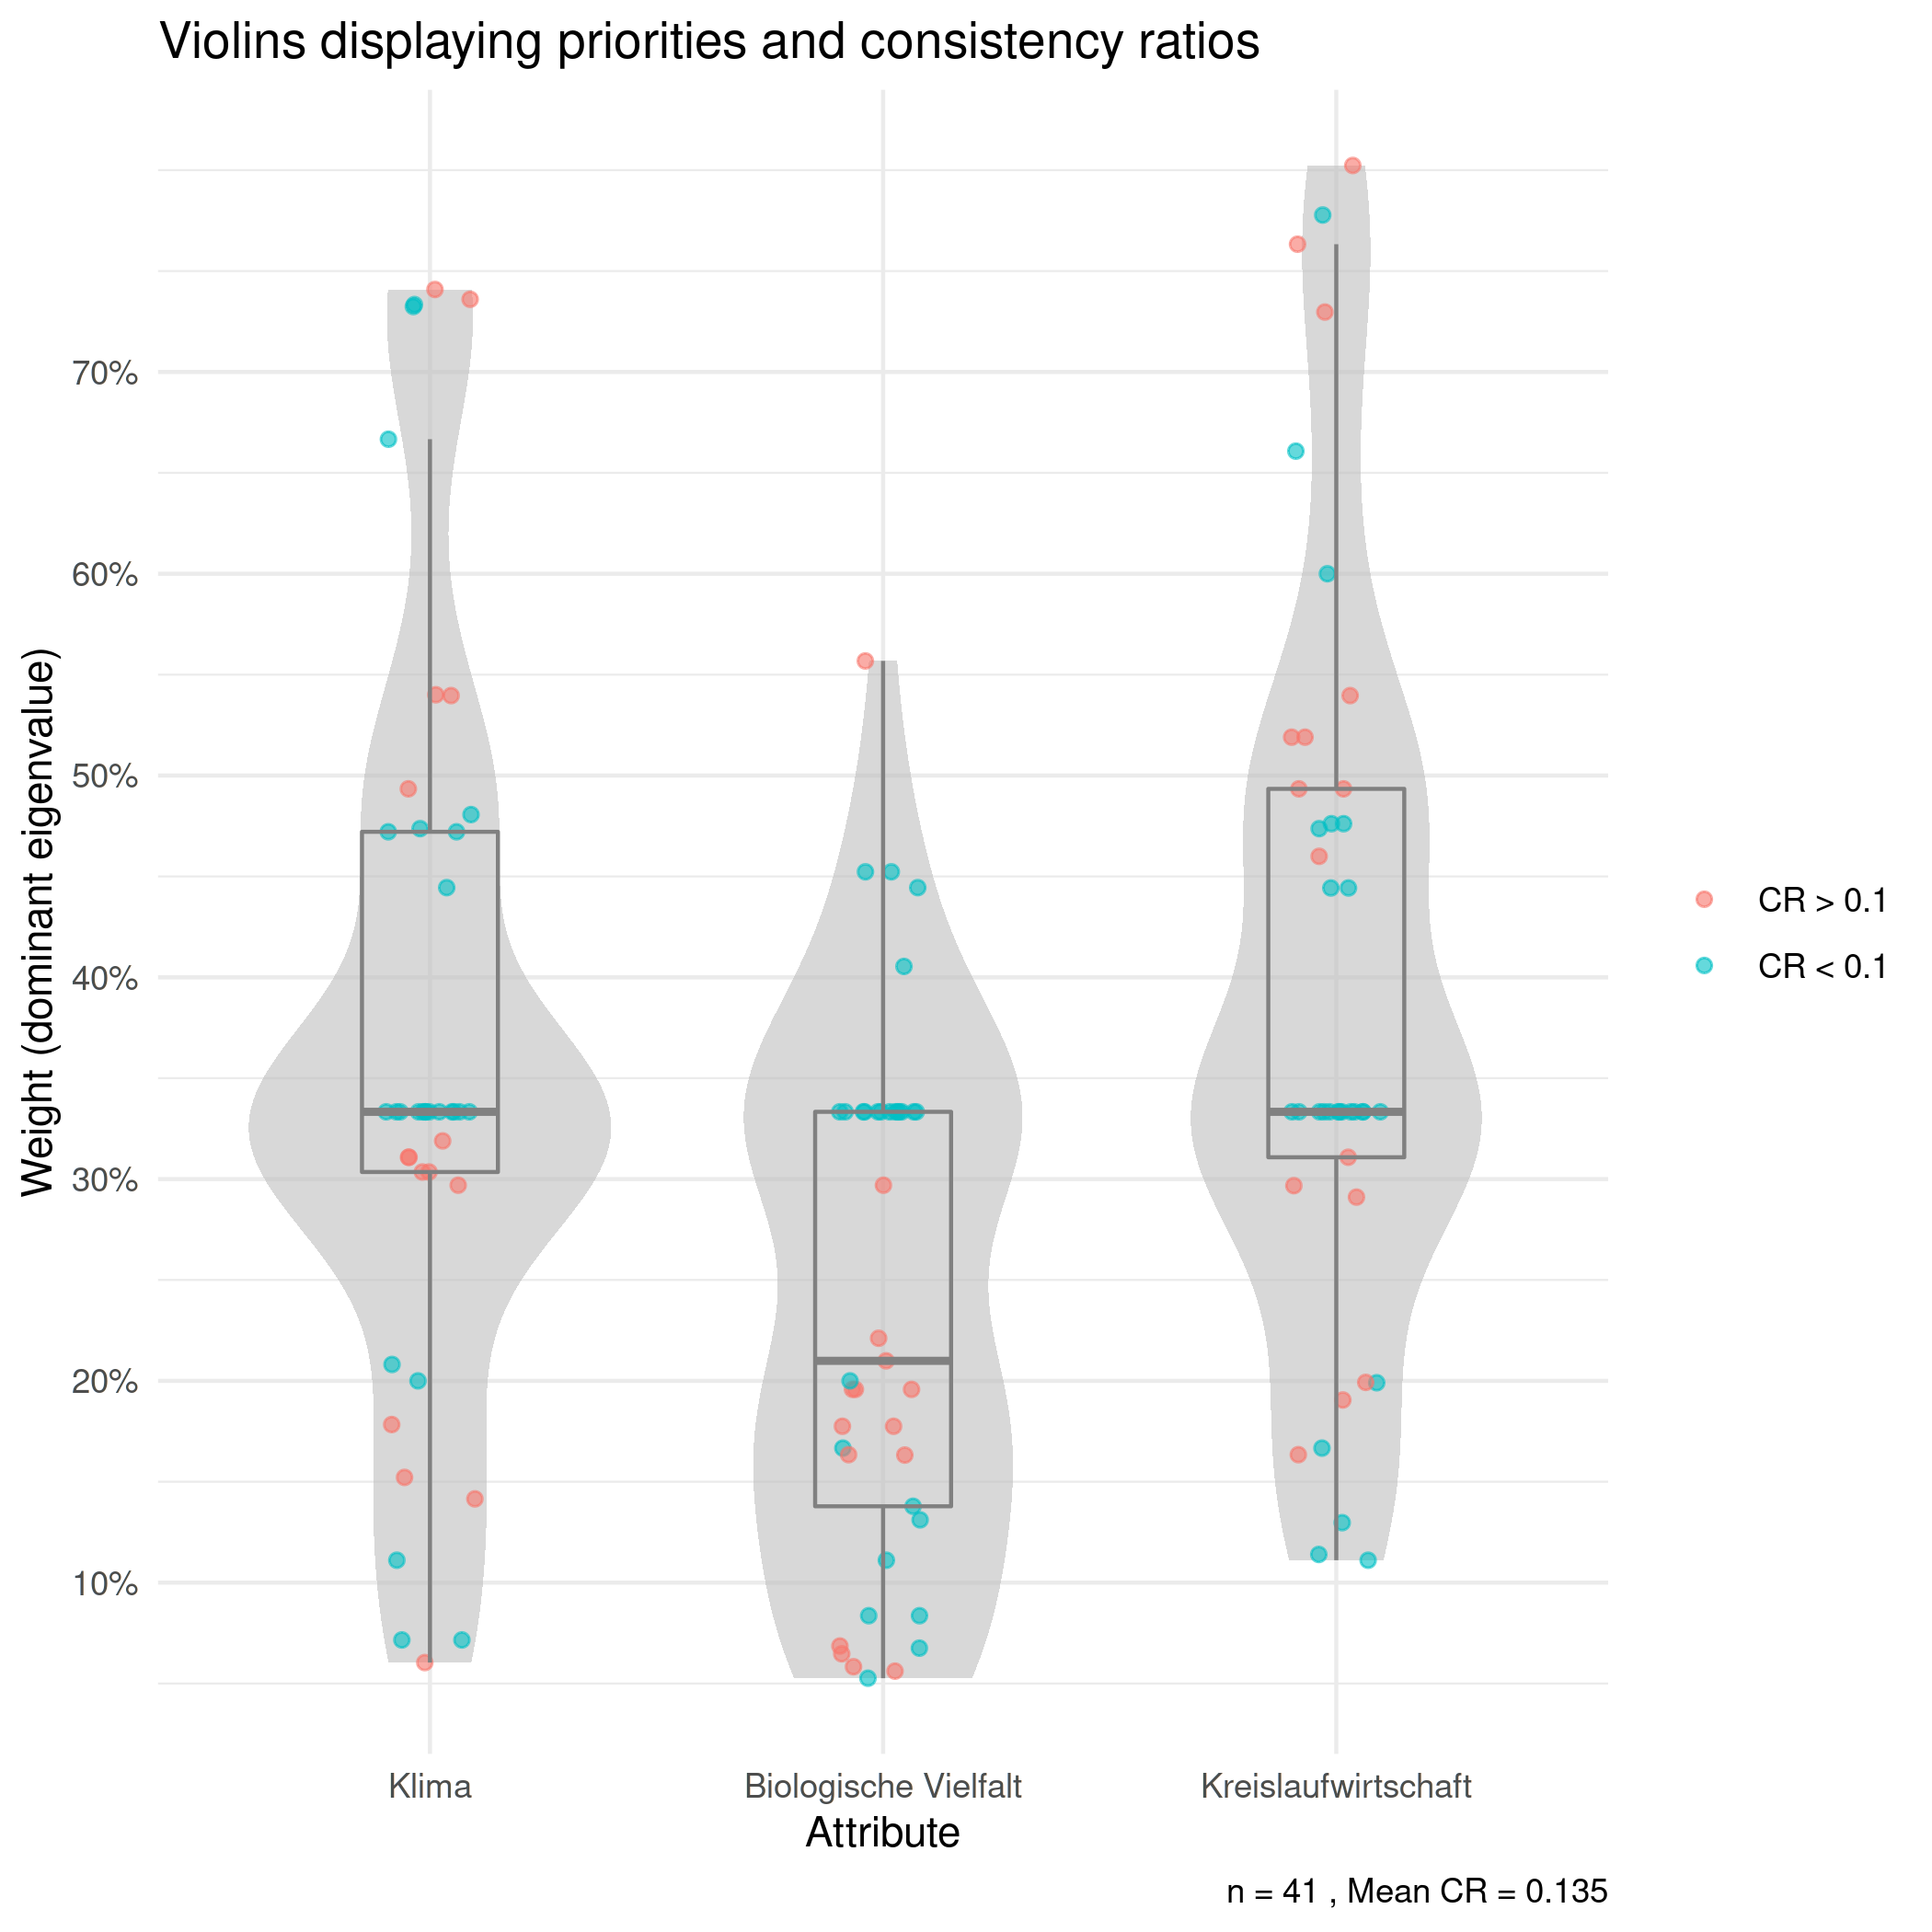 Violins displaying priorities and consistency ratios
Weight (dominant eigenvalue)
70%
60%
50%
40%
30%
20%
10%
Klima
Biologische Vielfalt
Kreislaufwirtschaft
Attribute
CR > 0.1
CR < 0.1
n = 41 , Mean CR = 0.135